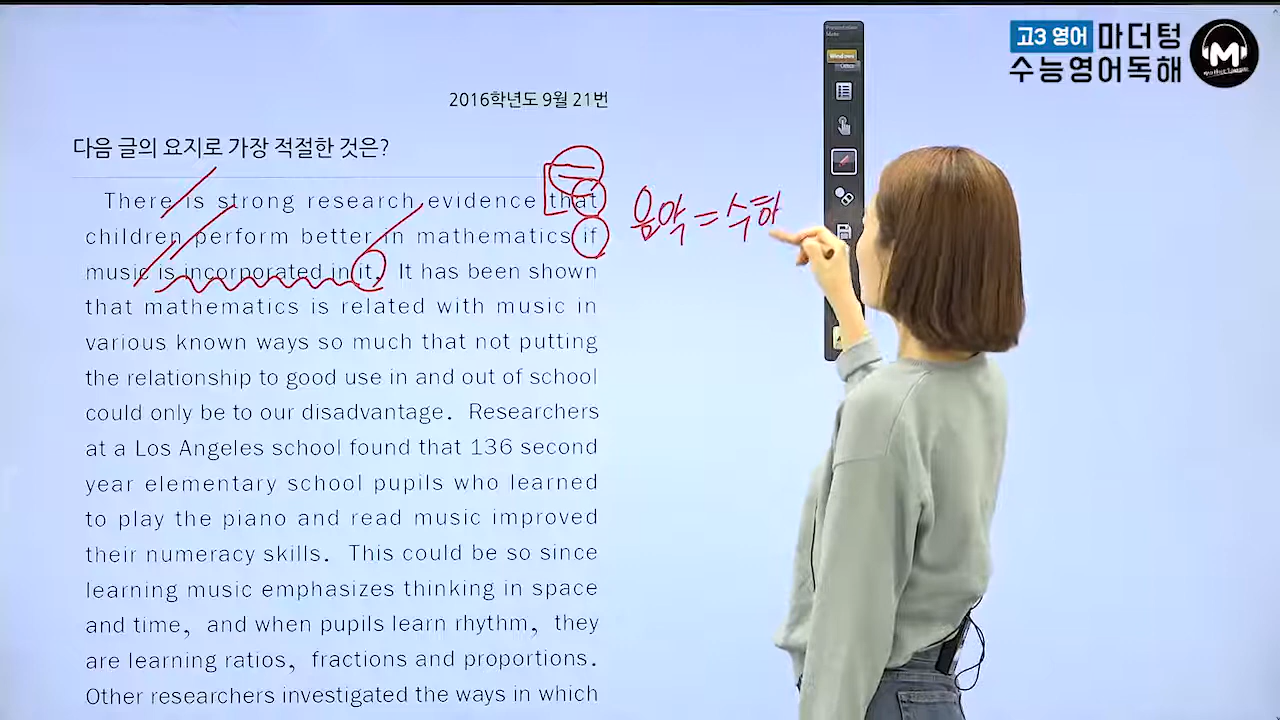 고3 영어 마더텅
수능영어독해
M
2016학년도 9월 21번
다음 글의 요지로 가장 적절한 것은?
There is strong research evidence that
children perform better in mathematics if
music is incorporated in it. It has been shown
that mathematics is related with music in
various known ways so much that not putting
the relationship to good use in and out of school
could only be to our disadvantage. Researchers
at a Los Angeles school found that 136 second
year elementary school pupils who learned
to play the piano and read music improved
their numeracy skills. This could be so since
learning music emphasizes thinking in space
and time, and when pupils learn rhythm, they
are learning ratios, fractions and proportions.
Other researchers investigated the ways in which
음악 = 수하
Presentation
Windows